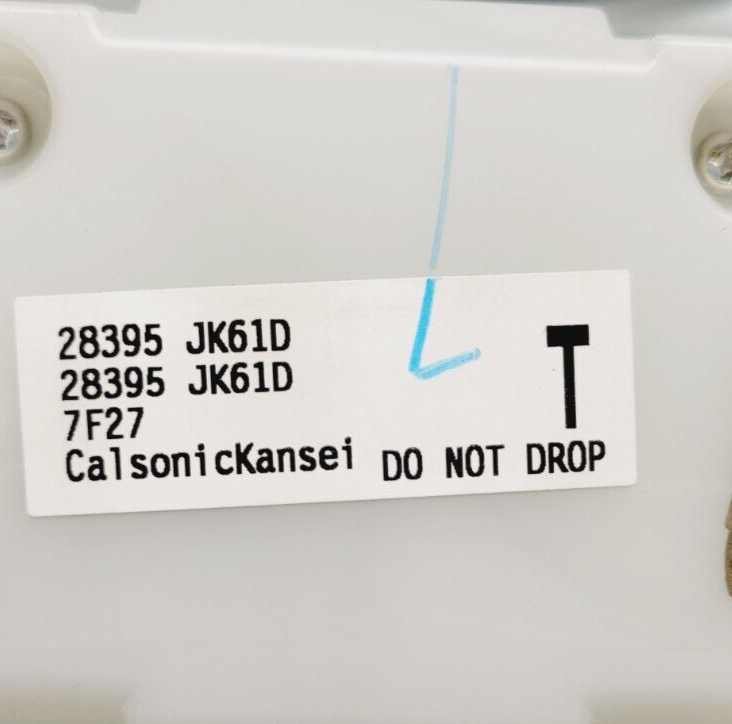 28395 JK61D
28395 JK61D
7F27
T
CalsonicKansei DO NOT DROP